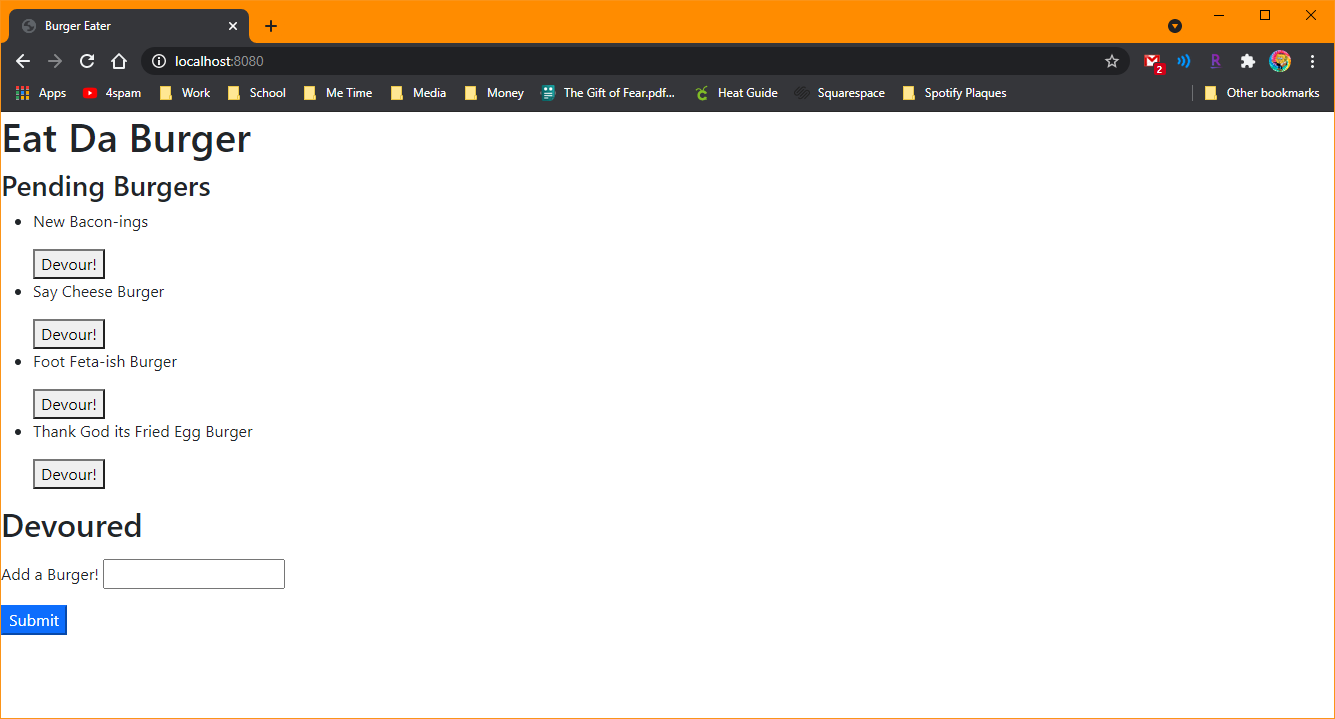 Burger Eater
localhost:8080
2
R
Apps 4spam Work School Me Time Media Money The Gift of Fear.pdf... Heat Guide Squarespace Spotify Plaques Other bookmarks
Eat Da Burger
Pending Burgers
New Bacon-ings
Devour!
Say Cheese Burger
Devour!
Foot Feta-ish Burger
Devour!
Thank God its Fried Egg Burger
Devour!
Devoured
Add a Burger!
Submit